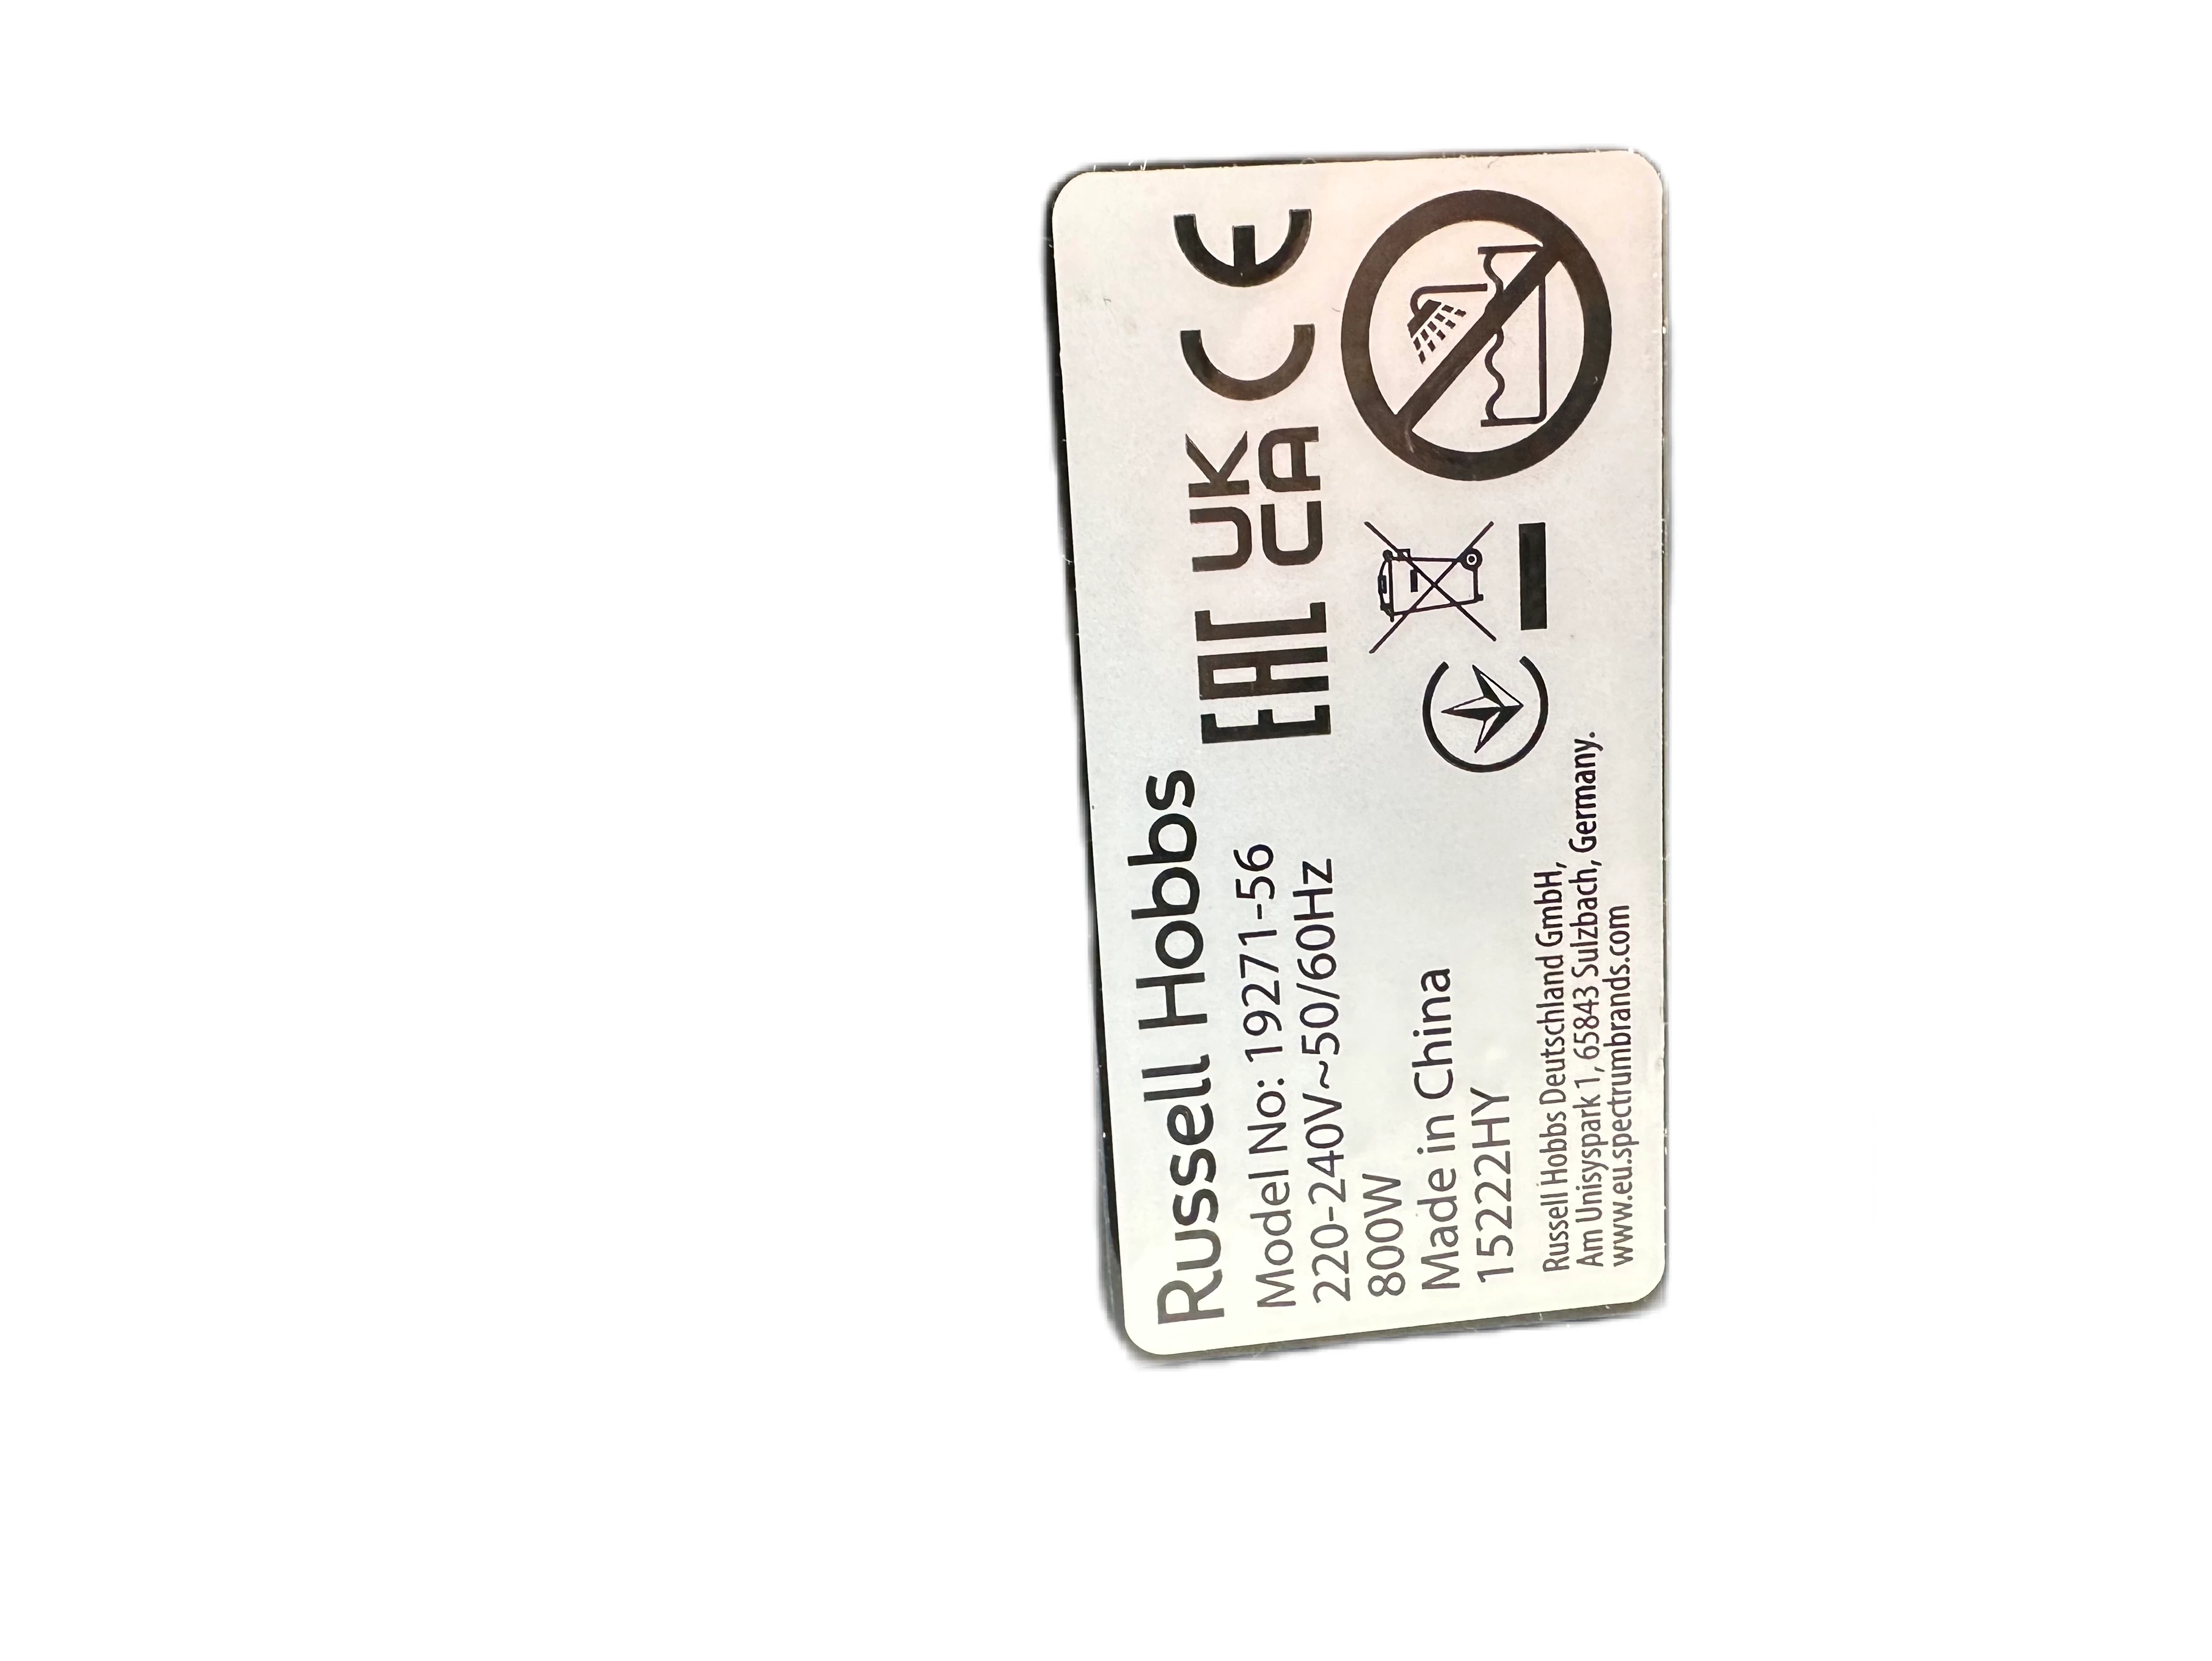 Russell Hobbs
Model No: 19271-56
220-240V~50/60Hz
800W
Made in China
15222HY
Russell Hobbs Deutschland GmbH,
Am Unisyspark 1, 65843 Sulzbach, Germany.
www.eu.spectrumbrands.com
EAC
UK
CA
CE